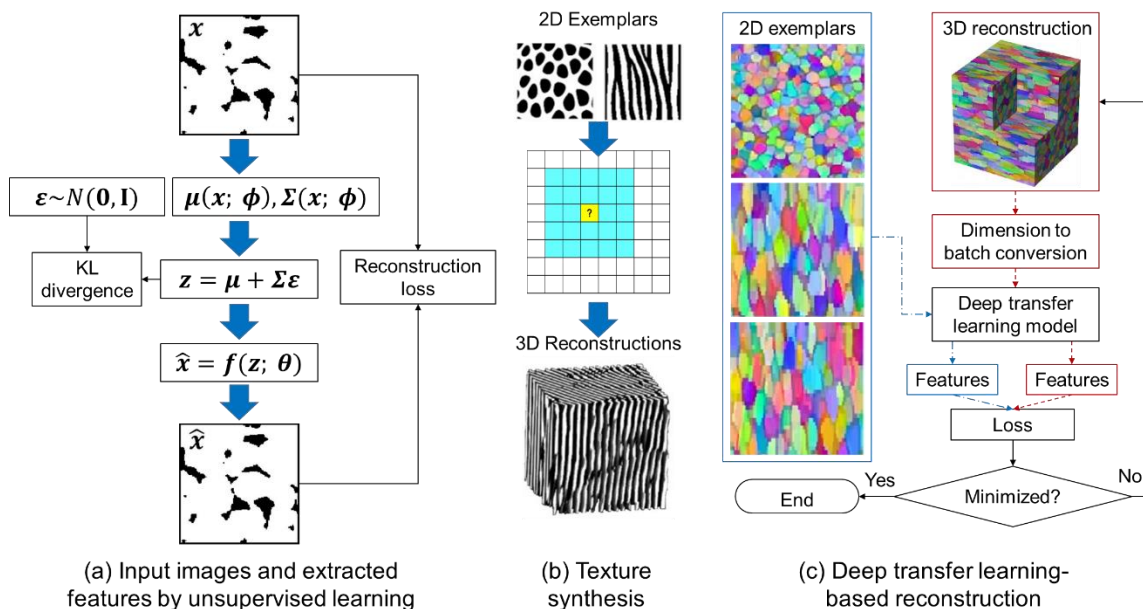 x
ε~N(0, I)
μ(x; ϕ), Σ(x; ϕ)
KL
divergence
z = μ + Σε
Reconstruction
loss
x̂ = f(z; θ)
x̂
(a) Input images and extracted
features by unsupervised learning
2D Exemplars
?
3D Reconstructions
(b) Texture
synthesis
2D exemplars
3D reconstruction
Dimension to
batch conversion
Deep transfer
learning model
Features
Features
Loss
Minimized?
Yes
No
End
(c) Deep transfer learning-
based reconstruction